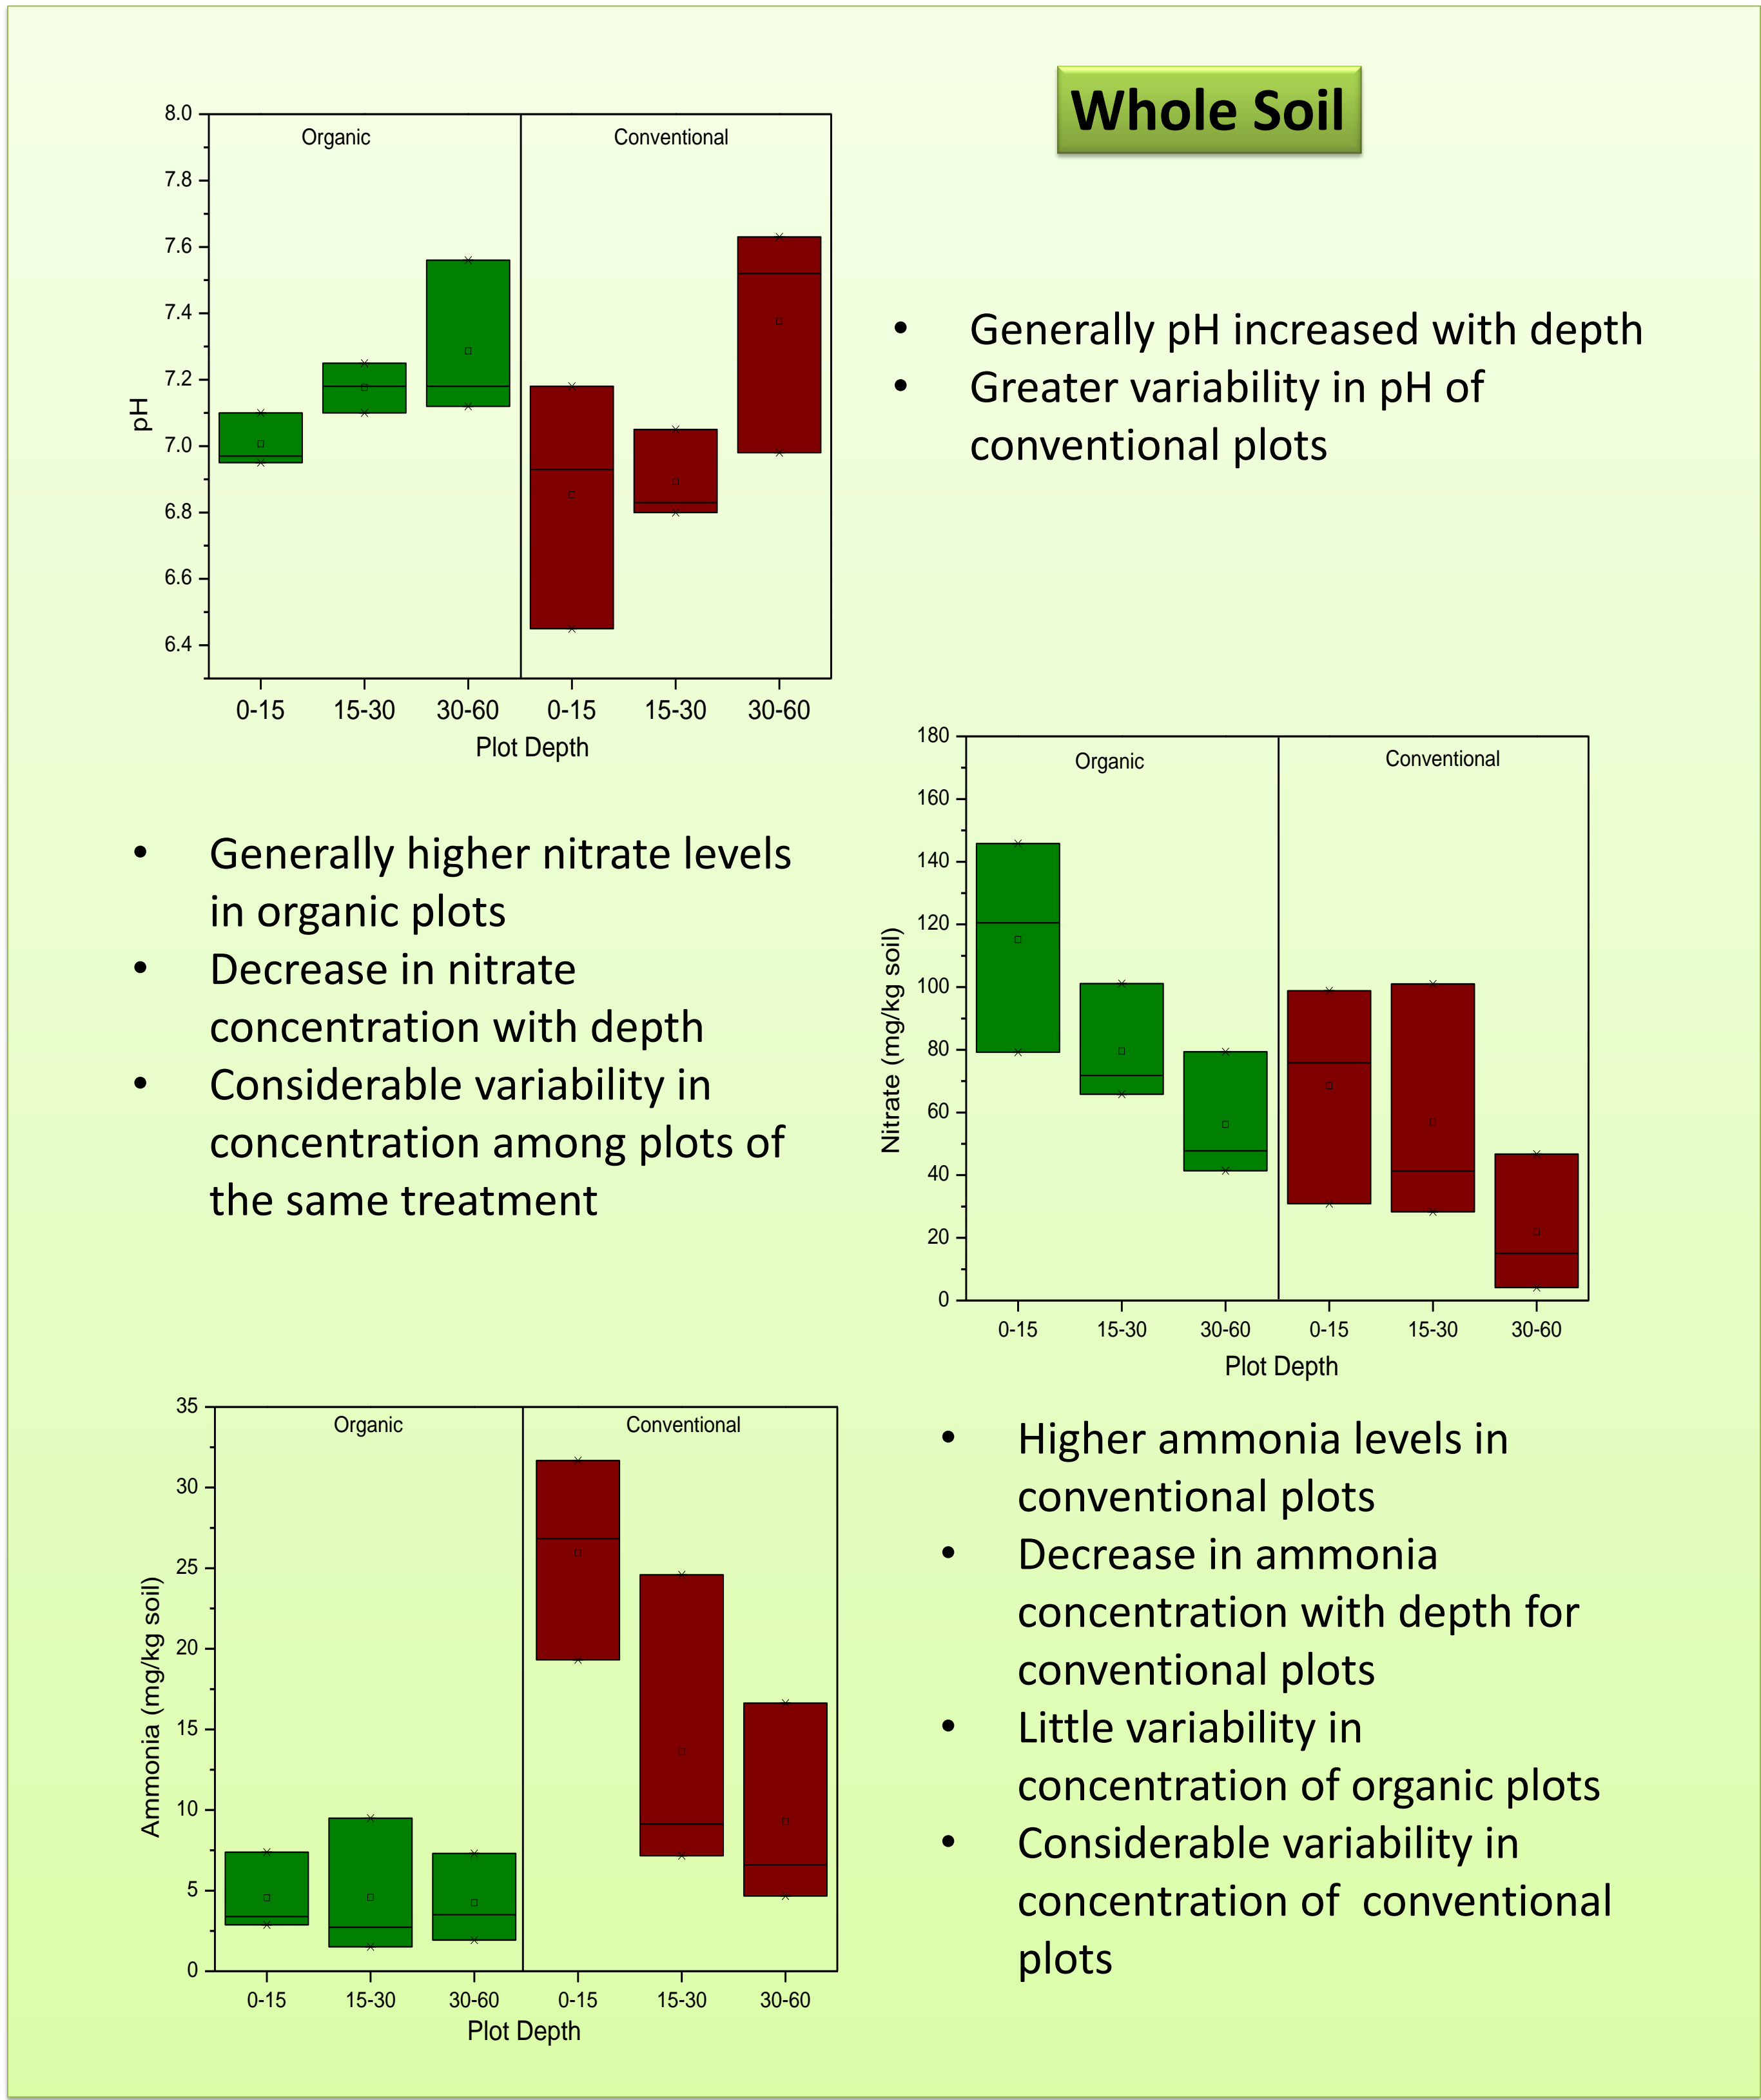 Whole Soil
8.0
7.8
7.6
7.4
7.2
7.0
6.8
6.6
6.4
pH
Organic
Conventional
0-15
15-30
30-60
0-15
15-30
30-60
Plot Depth
• Generally pH increased with depth
• Greater variability in pH of
conventional plots
• Generally higher nitrate levels
in organic plots
• Decrease in nitrate
concentration with depth
• Considerable variability in
concentration among plots of
the same treatment
180
160
140
120
100
80
60
40
20
0
Nitrate (mg/kg soil)
Organic
Conventional
0-15
15-30
30-60
0-15
15-30
30-60
Plot Depth
35
30
25
20
15
10
5
0
Ammonia (mg/kg soil)
Organic
Conventional
0-15
15-30
30-60
0-15
15-30
30-60
Plot Depth
• Higher ammonia levels in
conventional plots
• Decrease in ammonia
concentration with depth for
conventional plots
• Little variability in
concentration of organic plots
• Considerable variability in
concentration of  conventional
plots